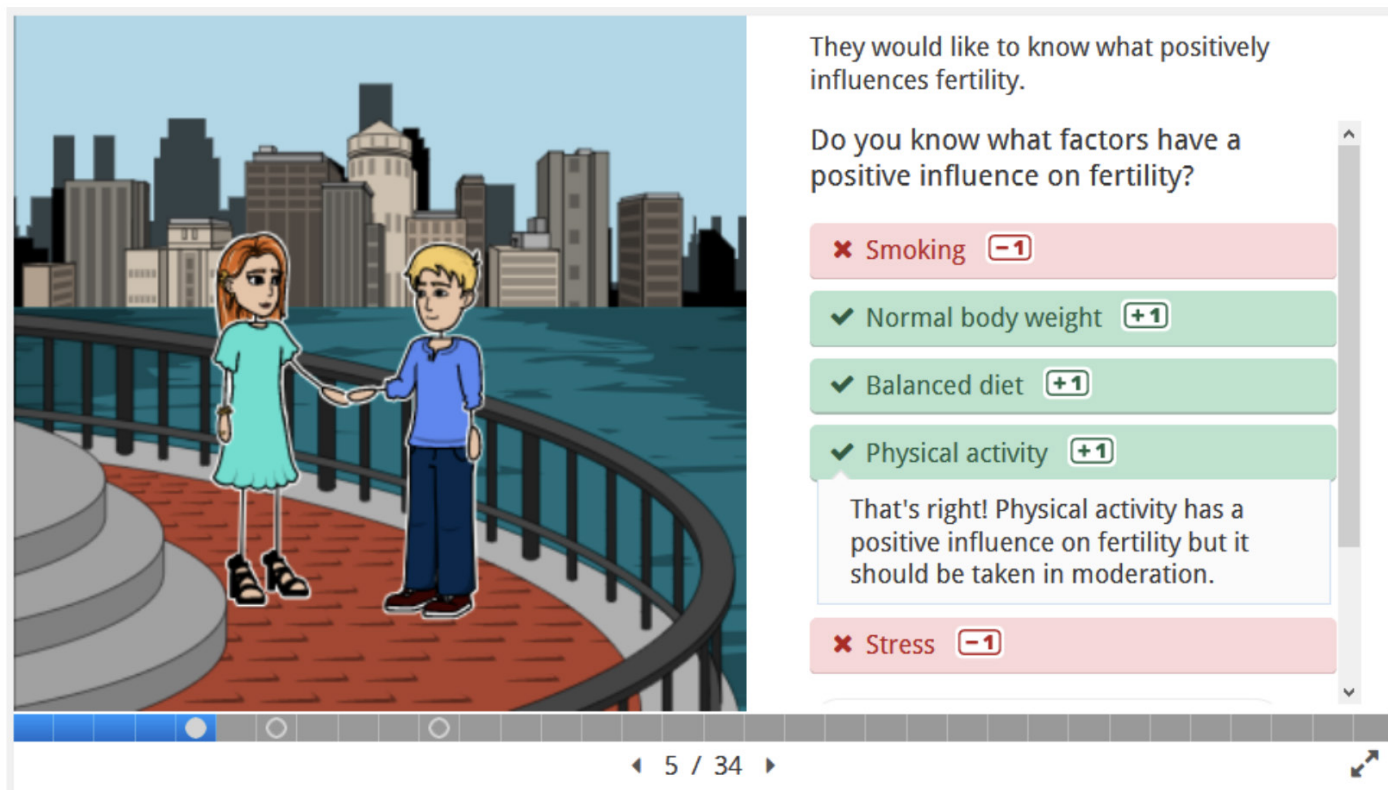 They would like to know what positively
influences fertility.
Do you know what factors have a
positive influence on fertility?
✖ Smoking −1
✔ Normal body weight +1
✔ Balanced diet +1
✔ Physical activity +1
That's right! Physical activity has a
positive influence on fertility but it
should be taken in moderation.
✖ Stress −1
5 / 34